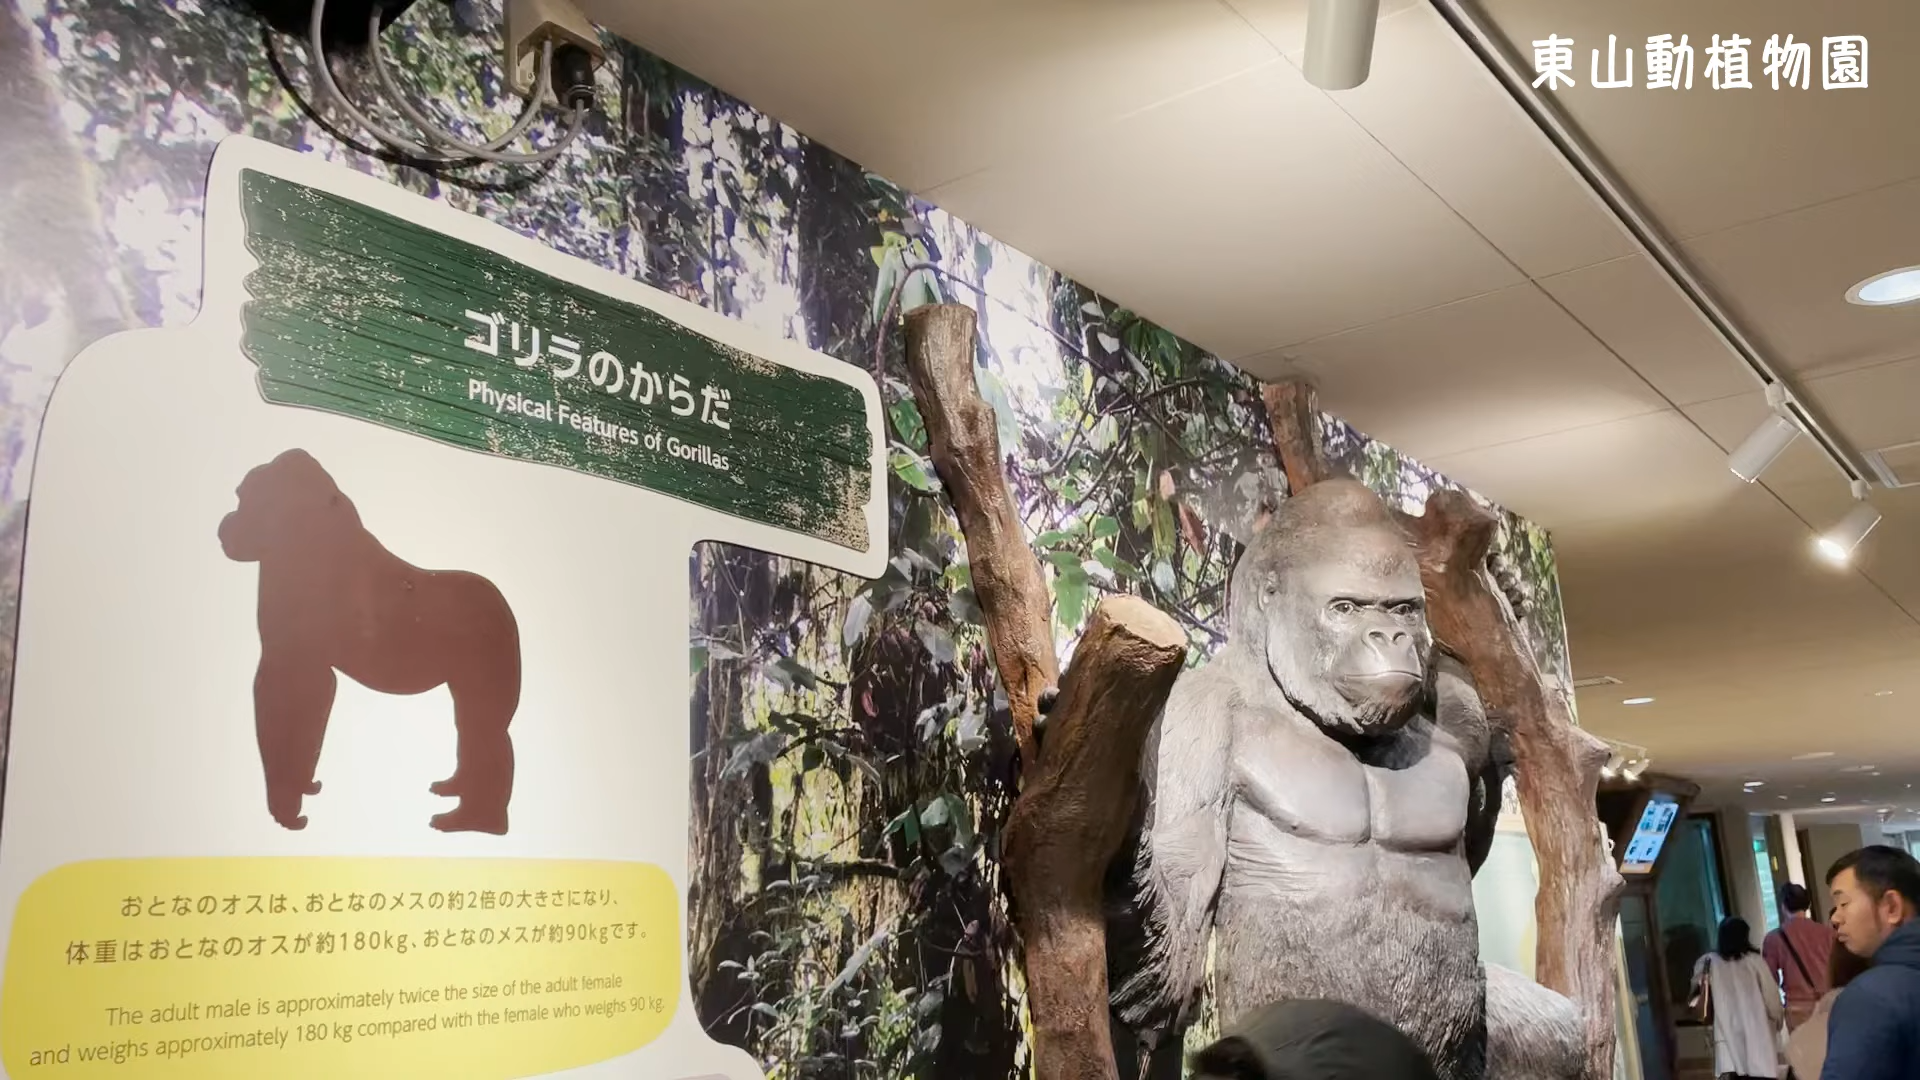 東山動植物園
ゴリラのからだ
Physical Features of Gorillas
おとなのオスは、おとなのメスの約2倍の大きさになり、
体重はおとなのオスが約180kg、おとなのメスが約90kgです。
The adult male is approximately twice the size of the adult female
and weighs approximately 180 kg compared with the female who weighs 90 kg.